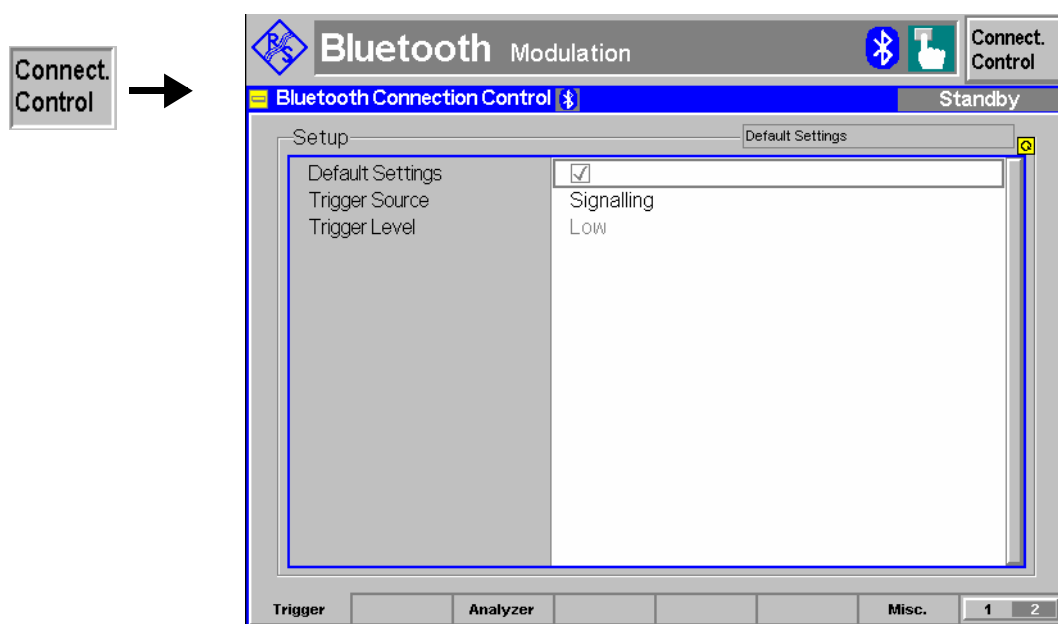 Connect.
Control
R&S
Bluetooth Modulation
Connect.
Control
Bluetooth Connection Control
Standby
Setup
Default Settings
Default Settings
Trigger Source Signalling
Trigger Level Low
Trigger Analyzer Misc. 1 2